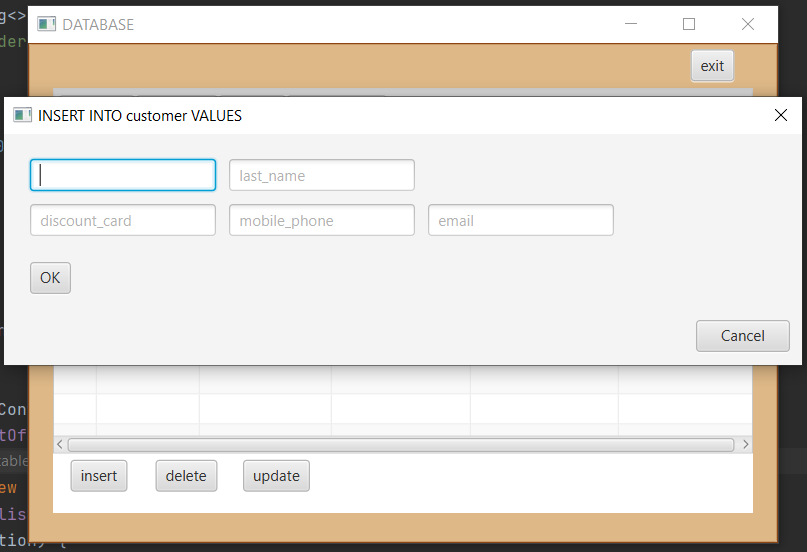 g<>
DATABASE
der
exit
INSERT INTO customer VALUES
last_name
discount_card mobile_phone email
OK
Cancel
Con
tOf
table
insert delete update
ew
lis
tion) {